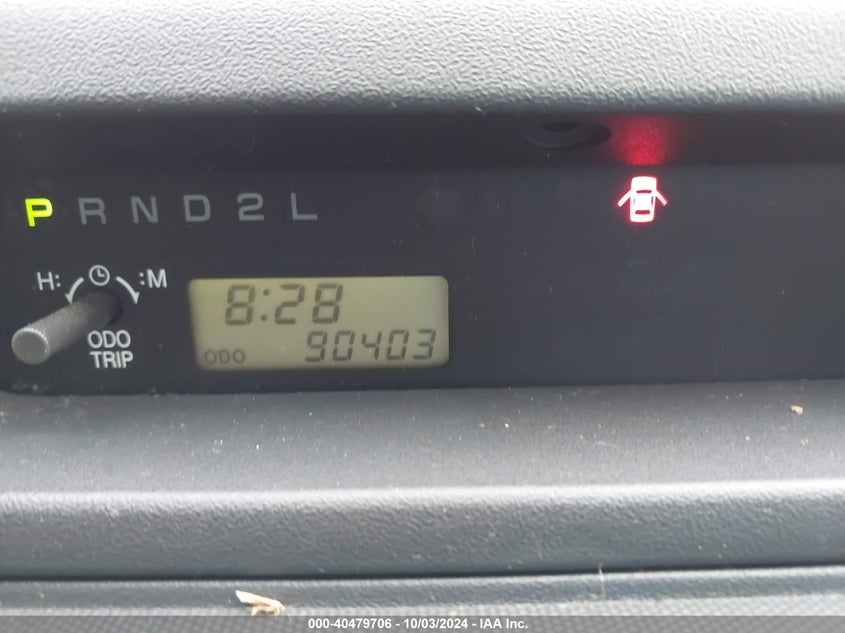 P R N D 2 L
H: :M
8:28
ODO
TRIP
ODO 90403
000-40479706 - 10/03/2024 - IAA Inc.